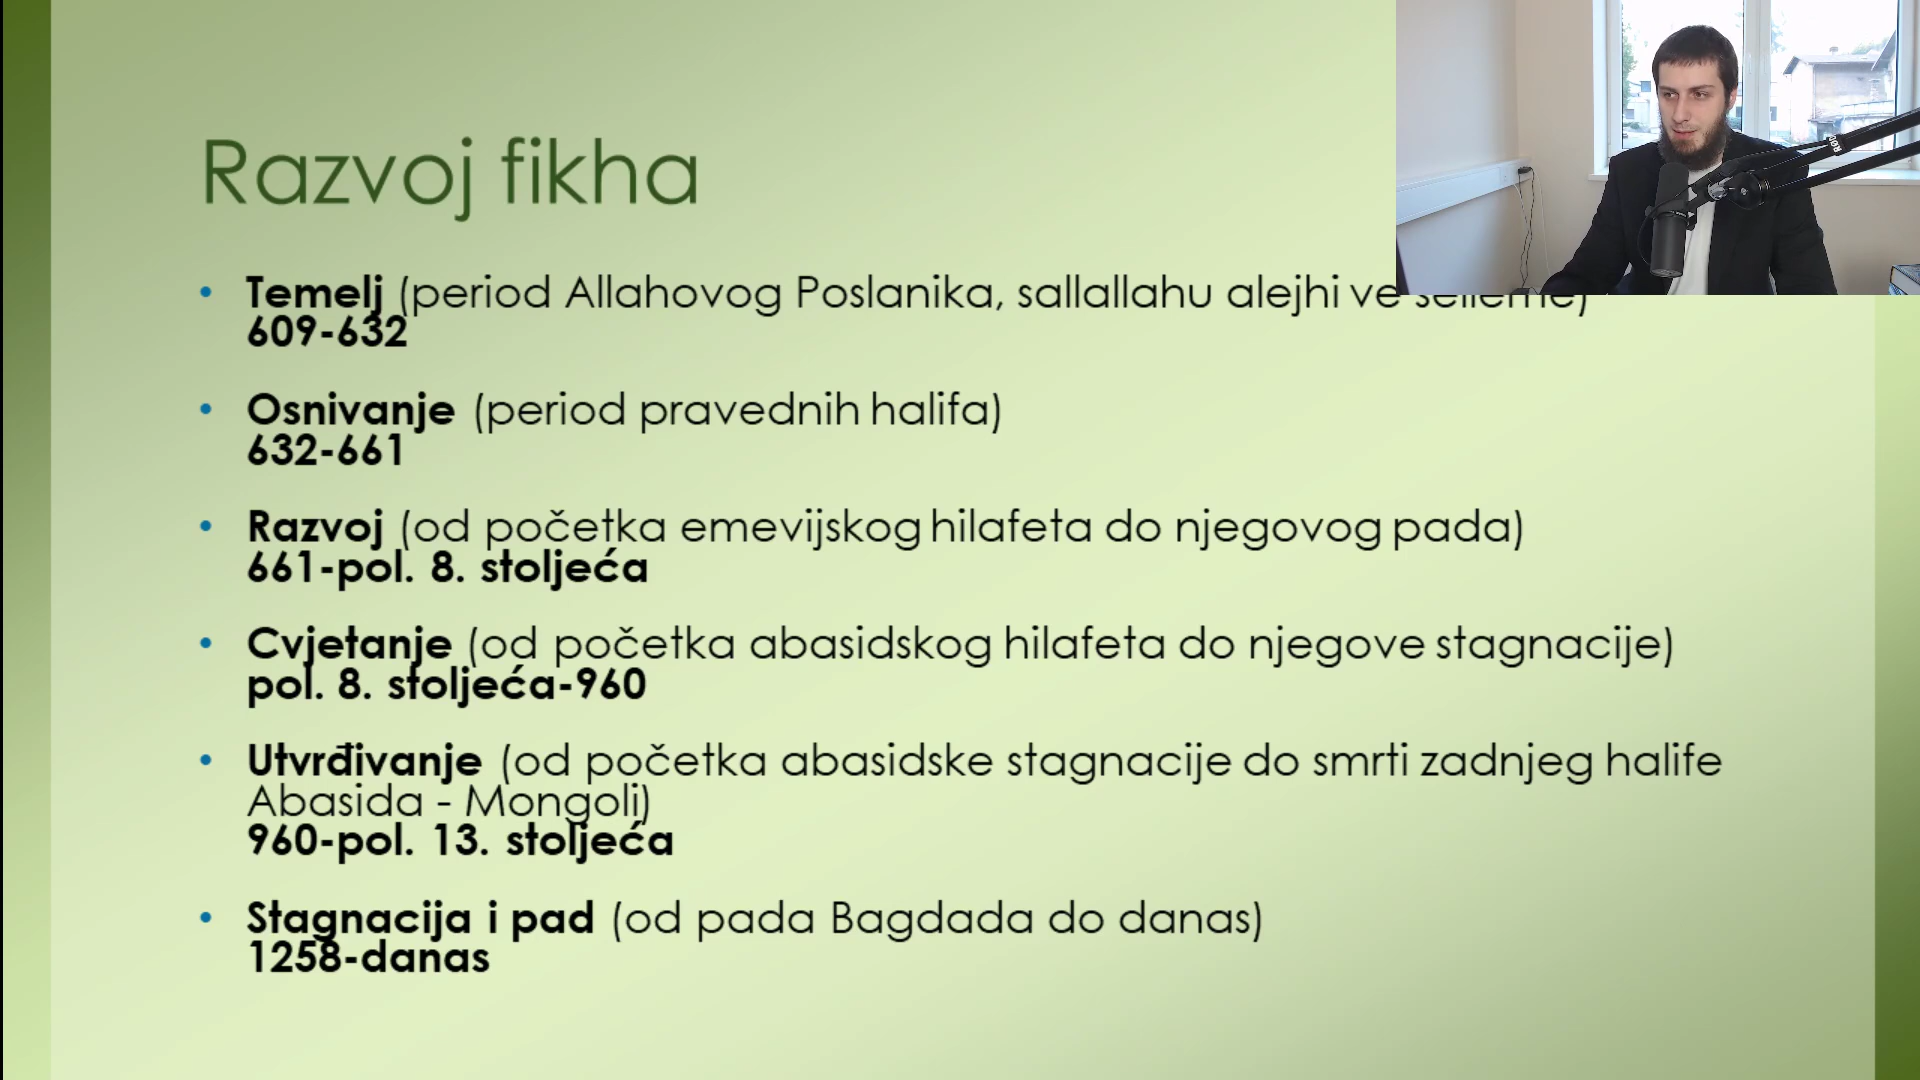 Razvoj fikha
• Temelj (period Allahovog Poslanika, sallallahu alejhi ve selleme)
609-632
• Osnivanje (period pravednih halifa)
632-661
• Razvoj (od početka emevijskog hilafeta do njegovog pada)
661-pol. 8. stoljeća
• Cvjetanje (od početka abasidskog hilafeta do njegove stagnacije)
pol. 8. stoljeća-960
• Utvrđivanje (od početka abasidske stagnacije do smrti zadnjeg halife
Abasida - Mongoli)
960-pol. 13. stoljeća
• Stagnacija i pad (od pada Bagdada do danas)
1258-danas